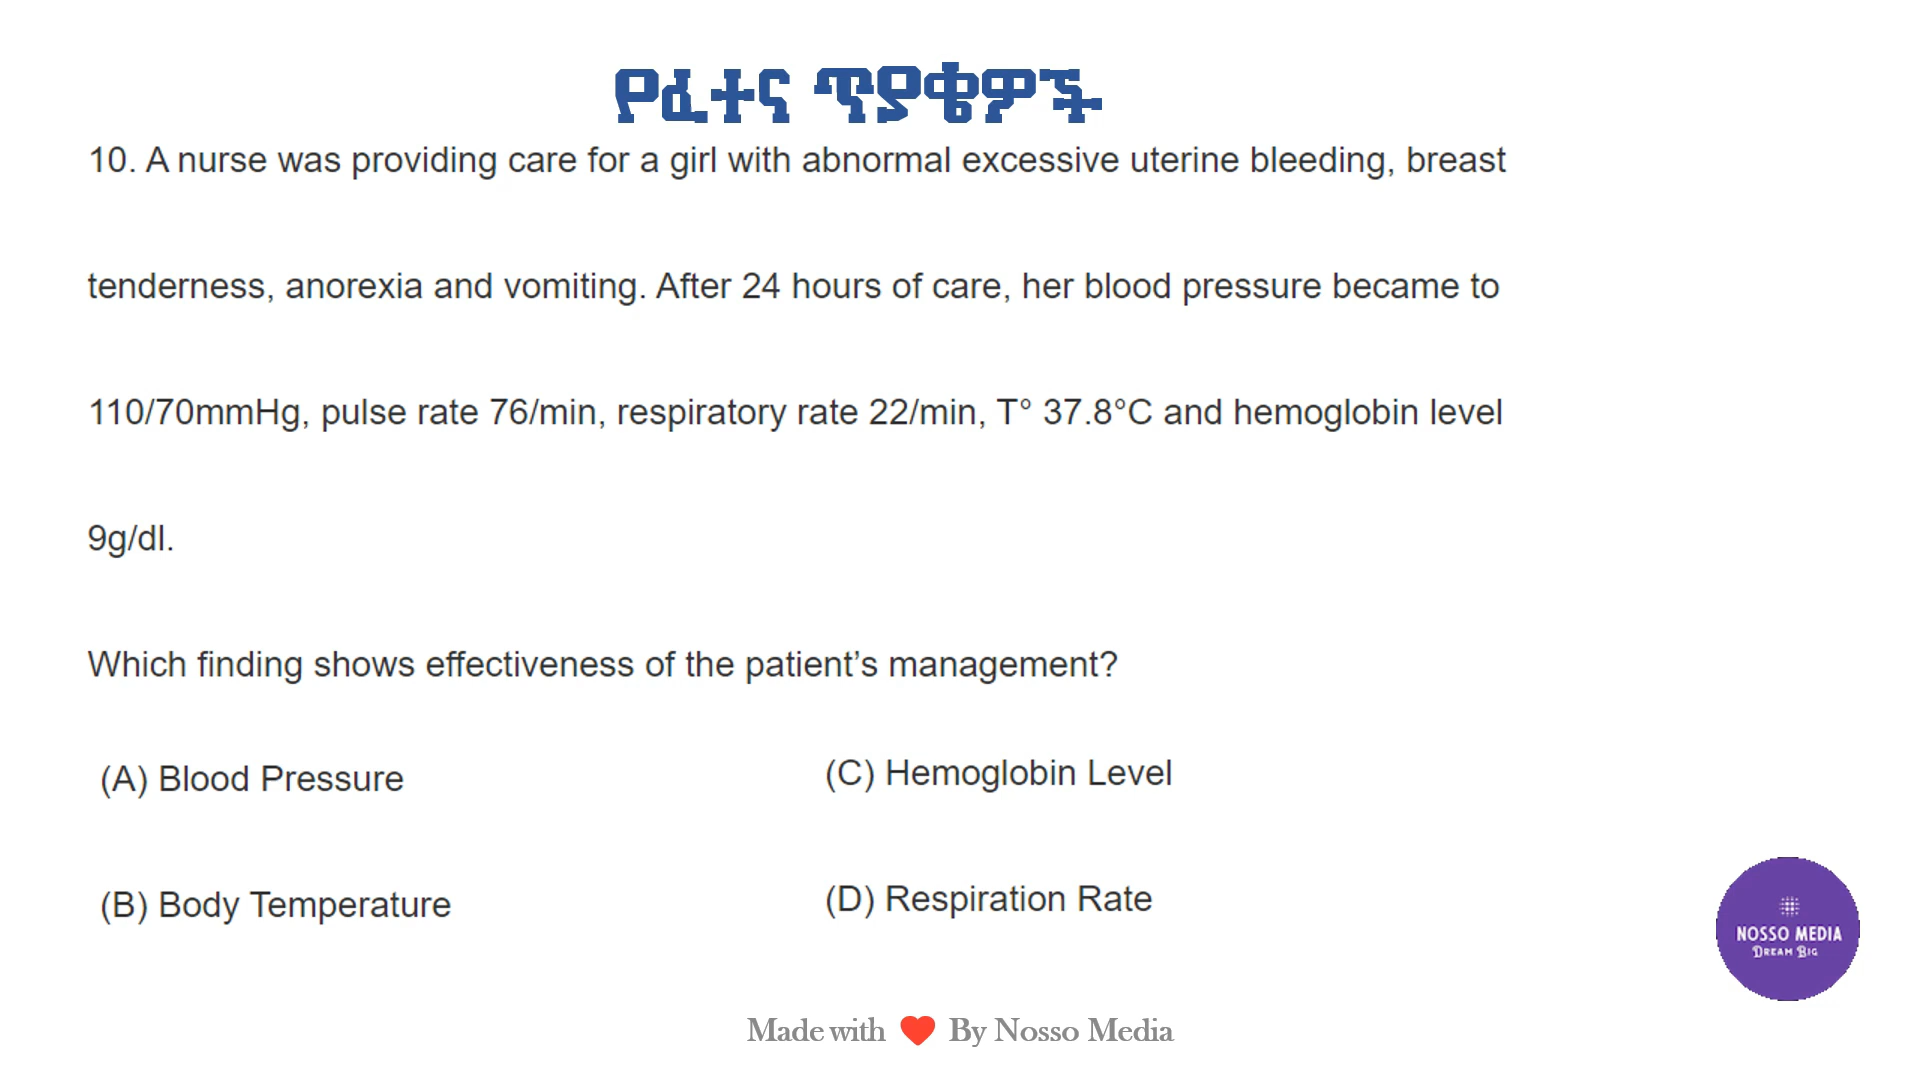 የፈተና ጥያቄዎች
10. A nurse was providing care for a girl with abnormal excessive uterine bleeding, breast
tenderness, anorexia and vomiting. After 24 hours of care, her blood pressure became to
110/70mmHg, pulse rate 76/min, respiratory rate 22/min, T° 37.8°C and hemoglobin level
9g/dl.
Which finding shows effectiveness of the patient’s management?
(A) Blood Pressure
(B) Body Temperature
(C) Hemoglobin Level
(D) Respiration Rate
NOSSO MEDIA
DREAM BIG
Made with ❤ By Nosso Media